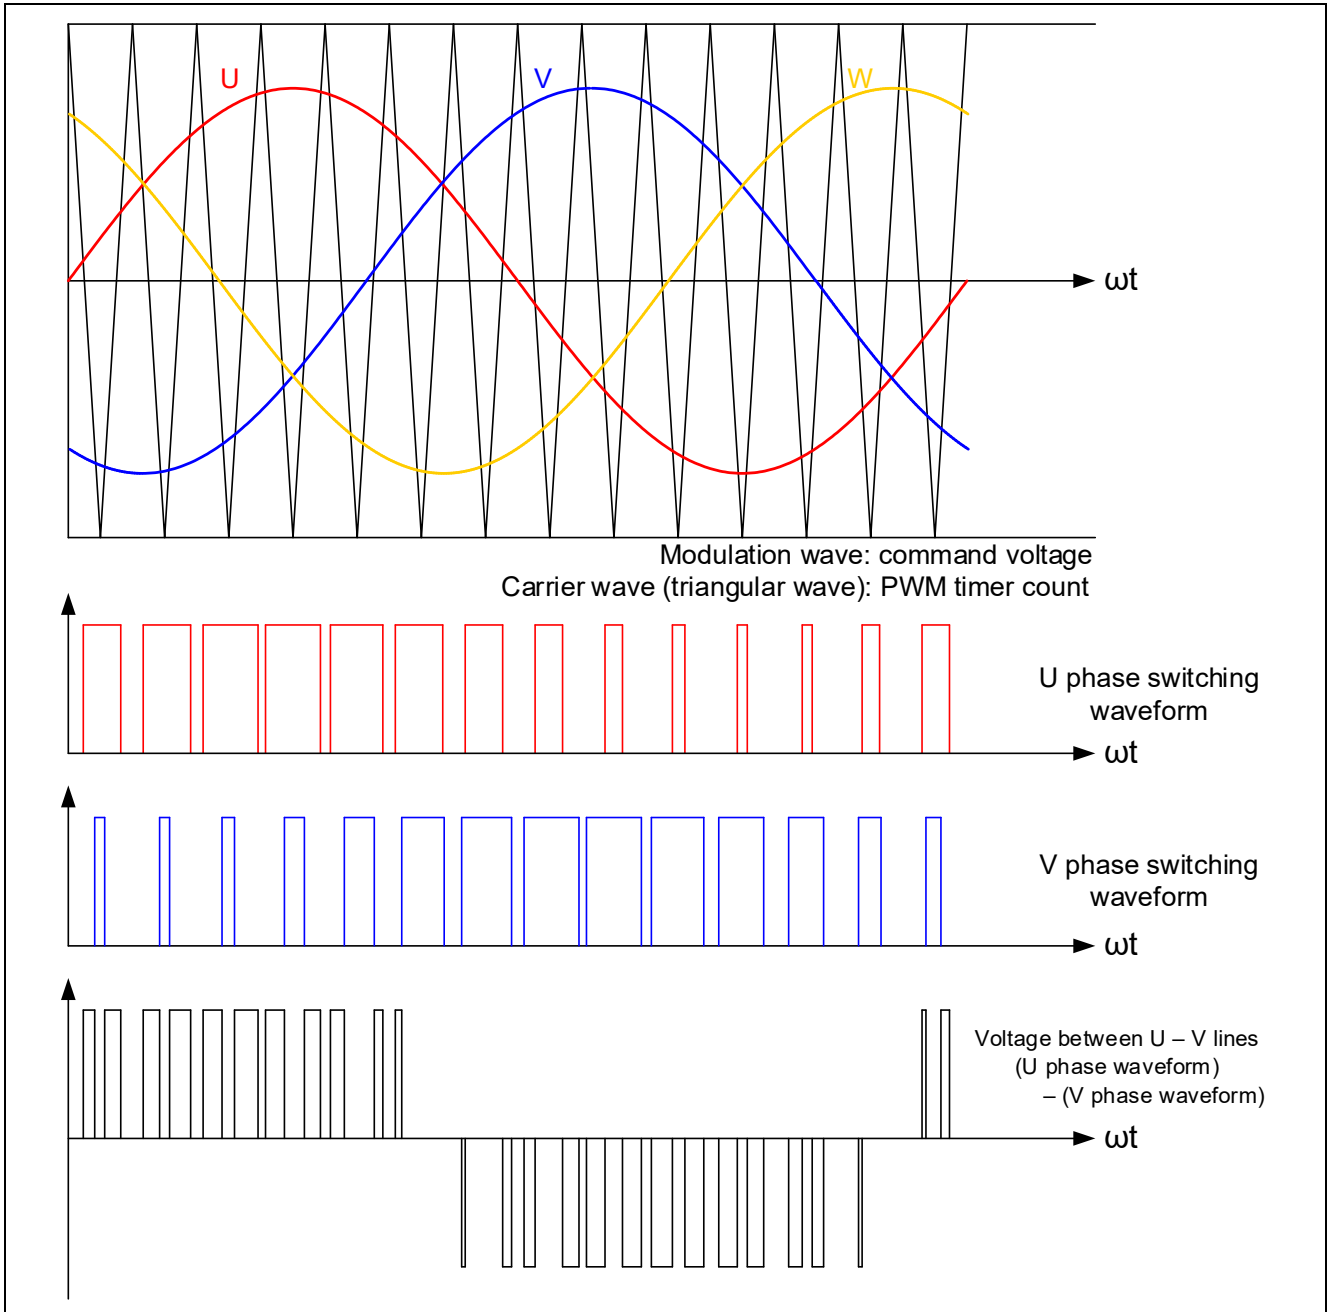 U
V
W
ωt
Modulation wave: command voltage
Carrier wave (triangular wave): PWM timer count
U phase switching
waveform
ωt
V phase switching
waveform
ωt
Voltage between U – V lines
(U phase waveform)
– (V phase waveform)
ωt